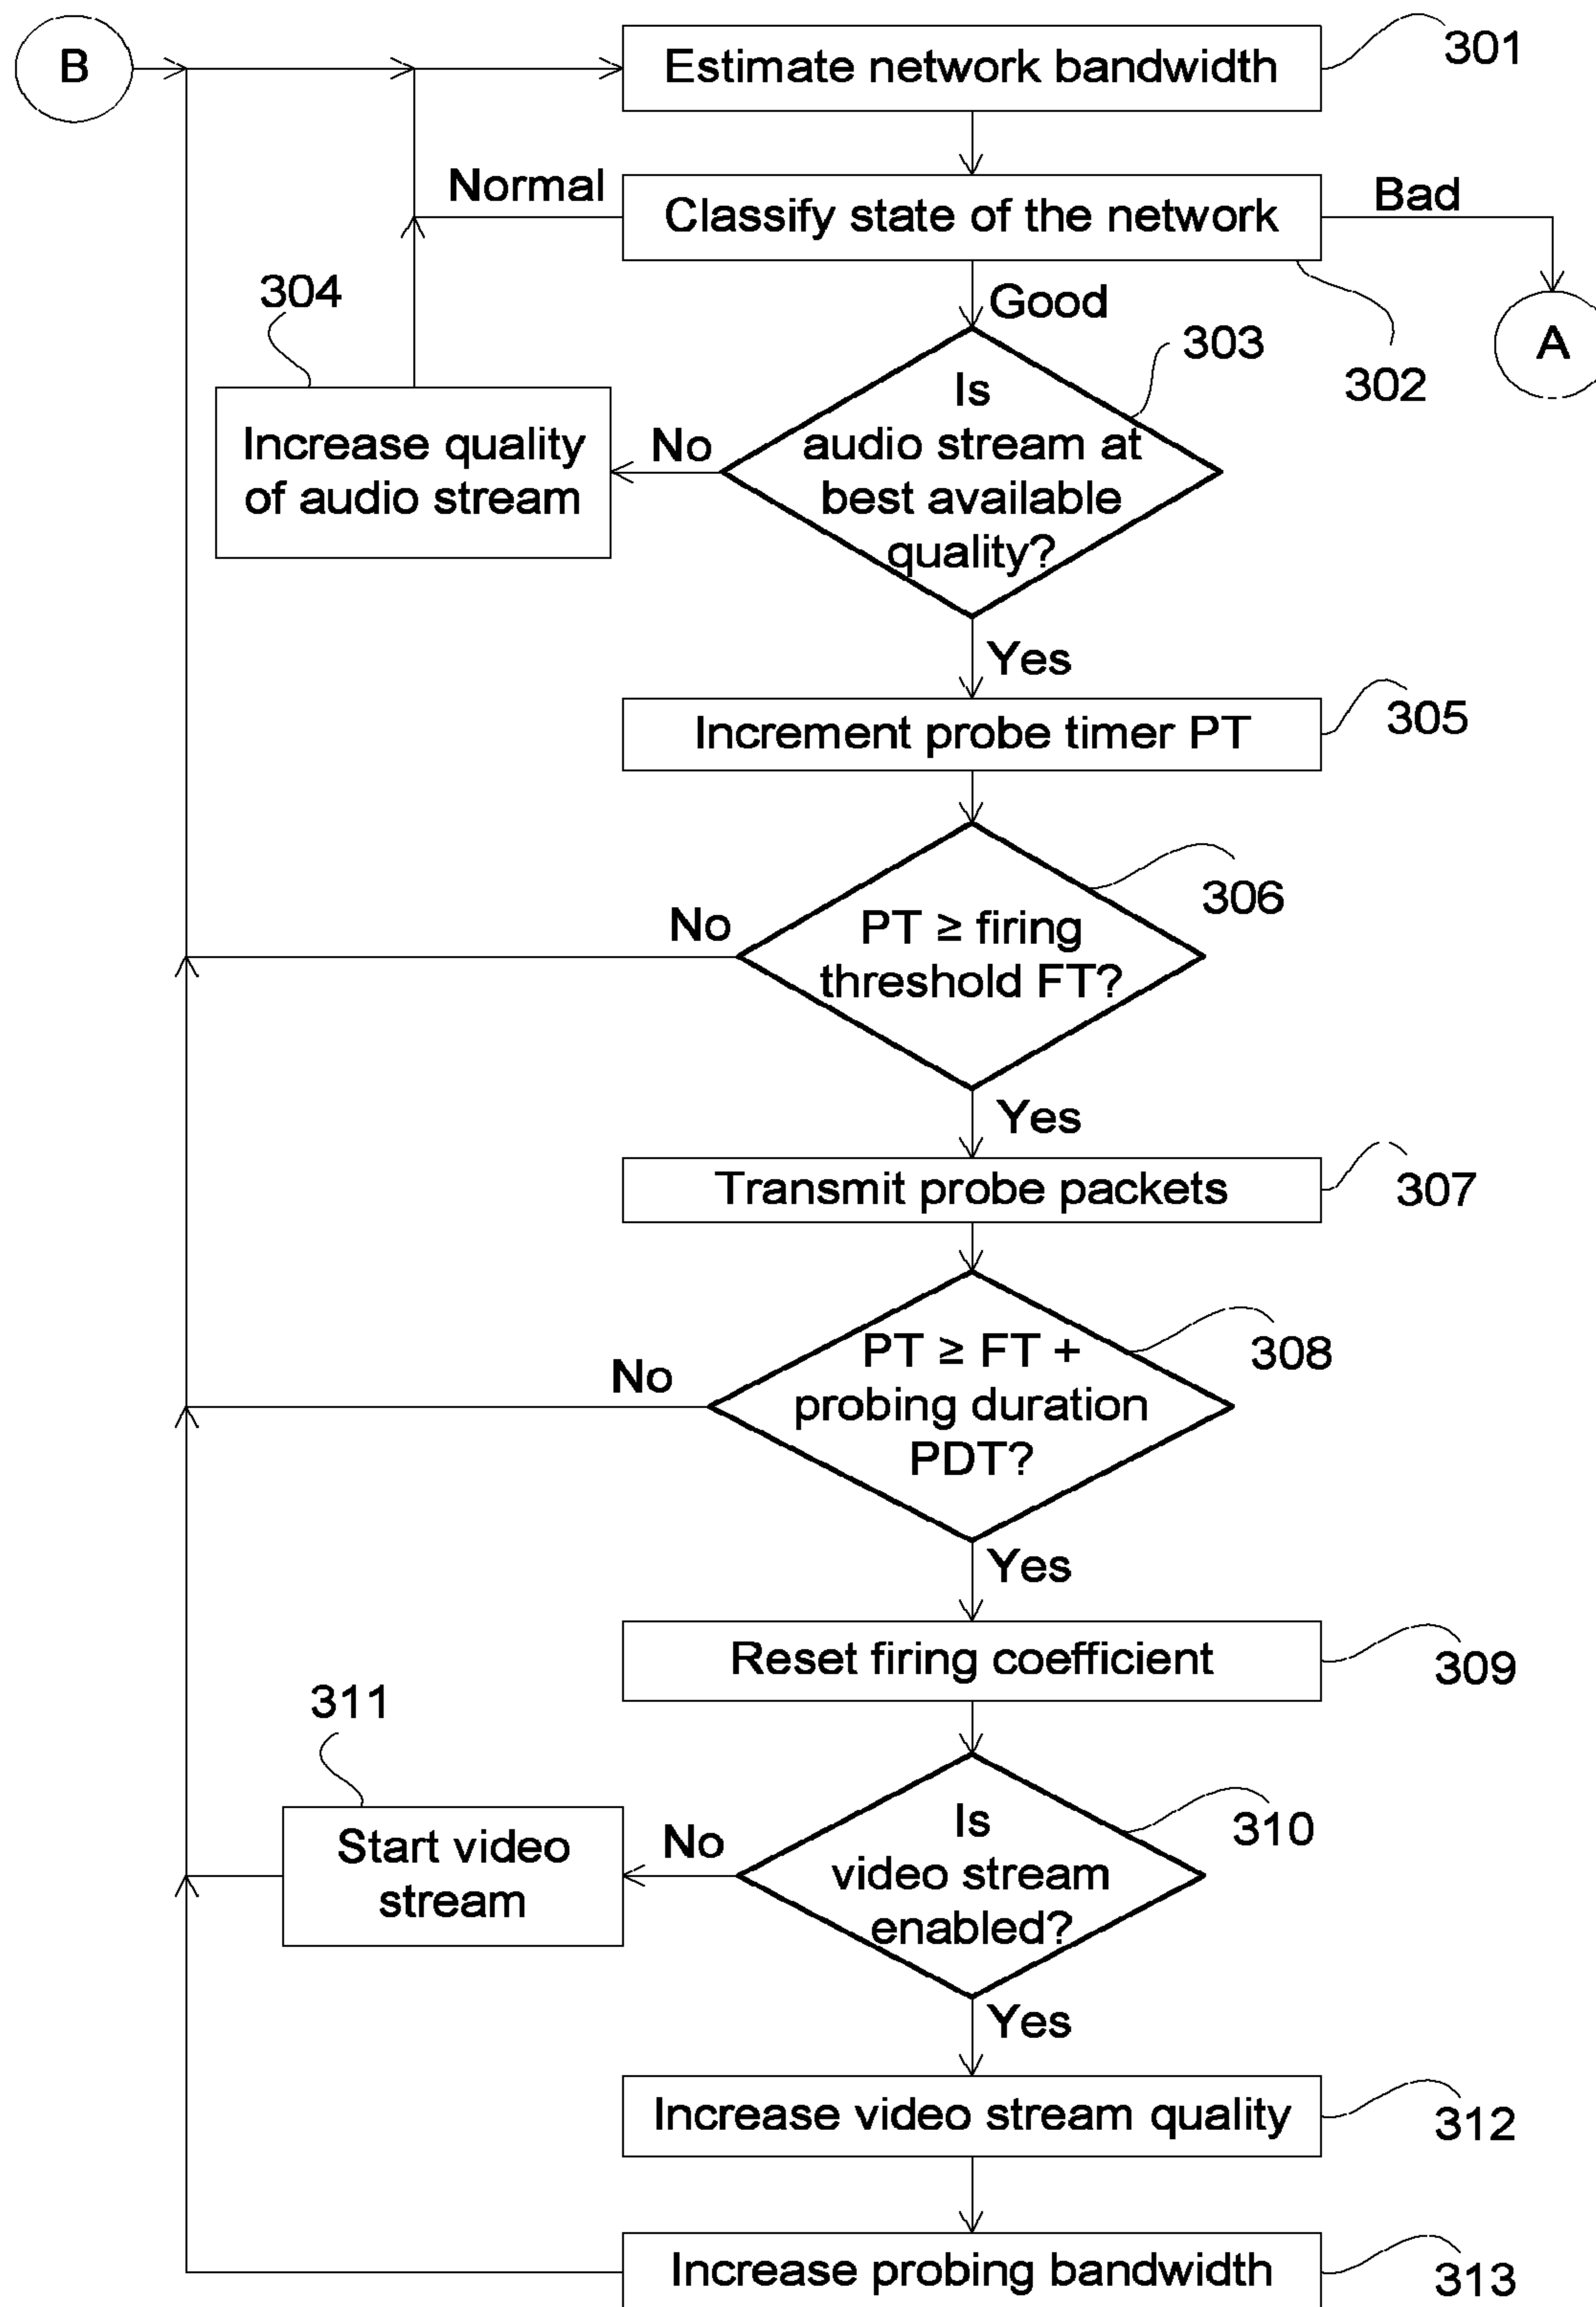 B
Estimate network bandwidth
301
Normal
Classify state of the network
Bad
304
Good
303
302
A
Is
audio stream at
best available
quality?
No
Increase quality
of audio stream
Yes
Increment probe timer PT
305
306
No
PT ≥ firing
threshold FT?
Yes
Transmit probe packets
307
308
No
PT ≥ FT +
probing duration
PDT?
Yes
Reset firing coefficient
309
311
310
Start video
stream
No
Is
video stream
enabled?
Yes
Increase video stream quality
312
Increase probing bandwidth
313